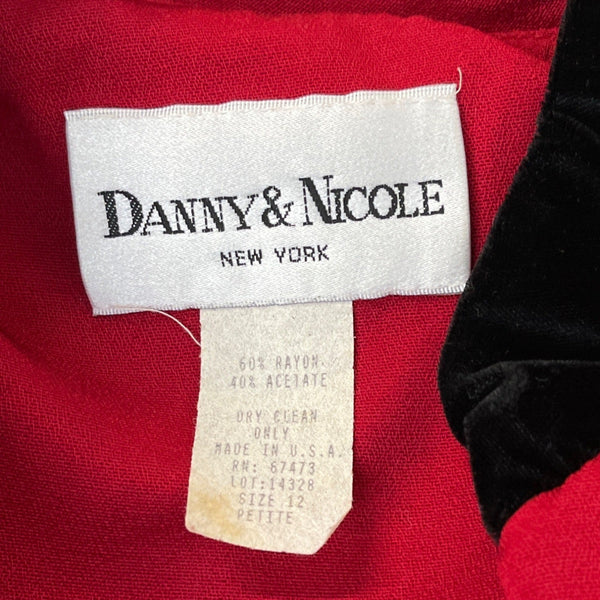 DANNY & NICOLE
NEW YORK
60% RAYON
40% ACETATE
DRY CLEAN
ONLY
MADE IN U.S.A.
RN: 67473
LOT:14328
SIZE 12
PETITE